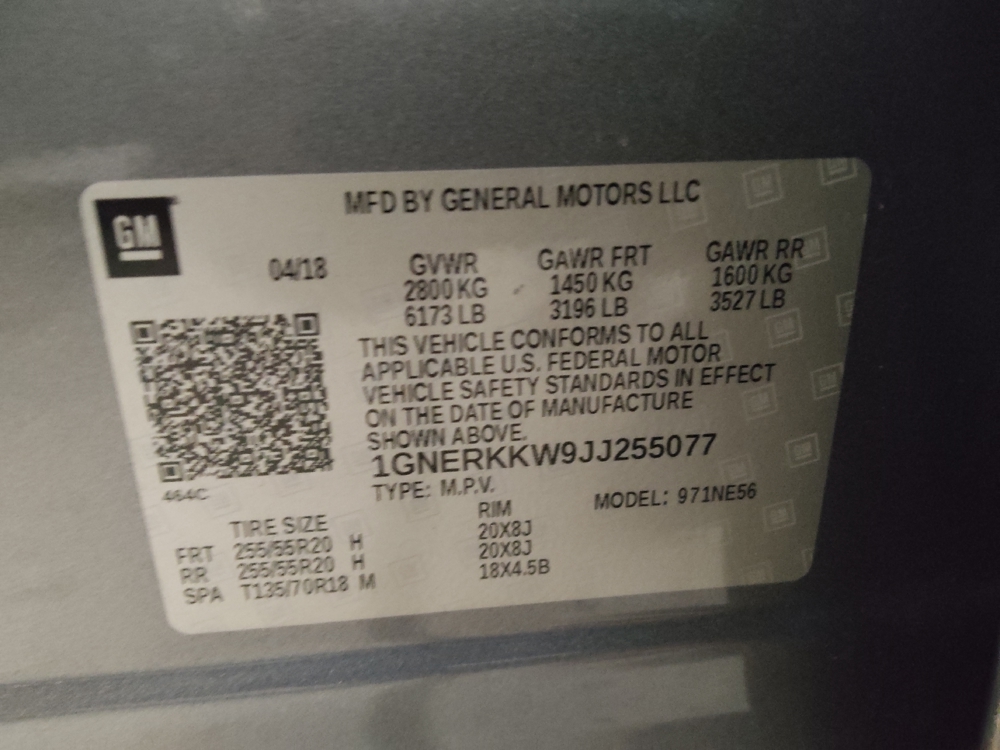 GM
MFD BY GENERAL MOTORS LLC
04/18 GVWR GAWR FRT GAWR RR
2800 KG 1450 KG 1600 KG
6173 LB 3196 LB 3527 LB
THIS VEHICLE CONFORMS TO ALL
APPLICABLE U.S. FEDERAL MOTOR
VEHICLE SAFETY STANDARDS IN EFFECT
ON THE DATE OF MANUFACTURE
SHOWN ABOVE.
1GNERKKW9JJ255077
464C
TYPE: M.P.V. MODEL: 971NE56
TIRE SIZE RIM
FRT 255/55R20 H 20X8J
RR 255/55R20 H 20X8J
SPA T135/70R18 M 18X4.5B